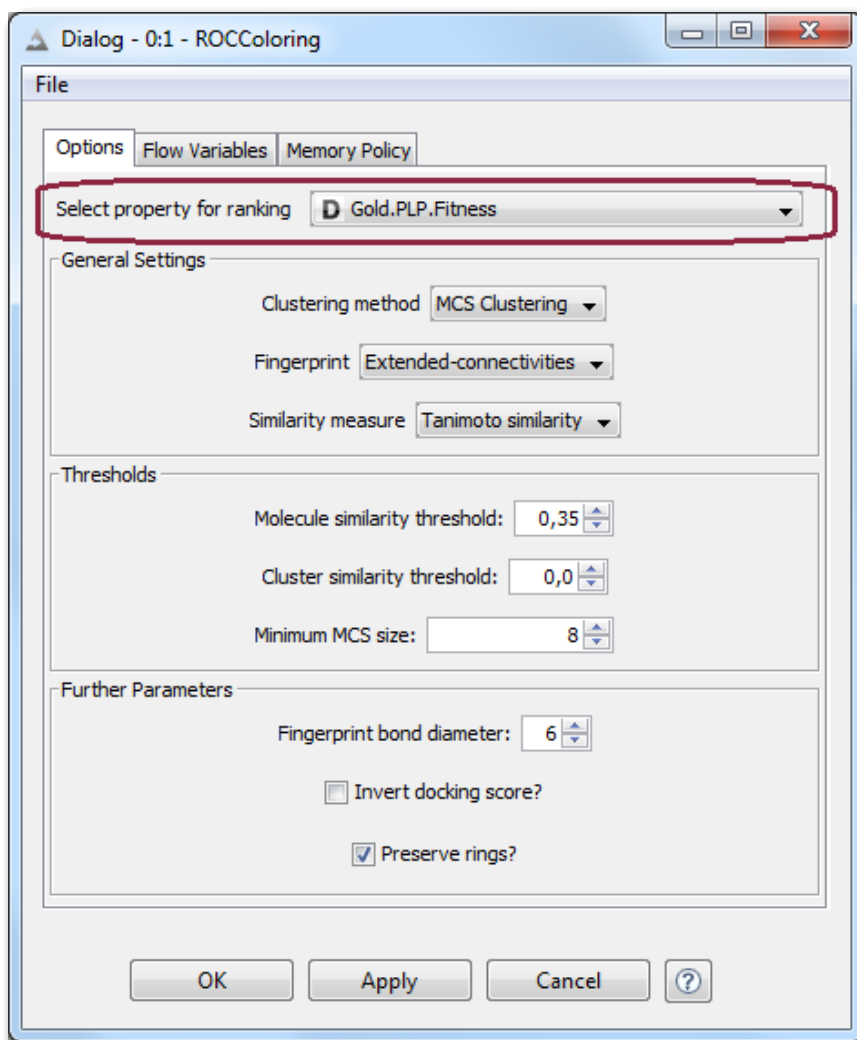 Dialog - 0:1 - ROCColoring
File
Options Flow Variables Memory Policy
Select property for ranking D Gold.PLP.Fitness
General Settings
Clustering method MCS Clustering
Fingerprint Extended-connectivities
Similarity measure Tanimoto similarity
Thresholds
Molecule similarity threshold: 0,35
Cluster similarity threshold: 0,0
Minimum MCS size: 8
Further Parameters
Fingerprint bond diameter: 6
Invert docking score?
Preserve rings?
OK Apply Cancel ?